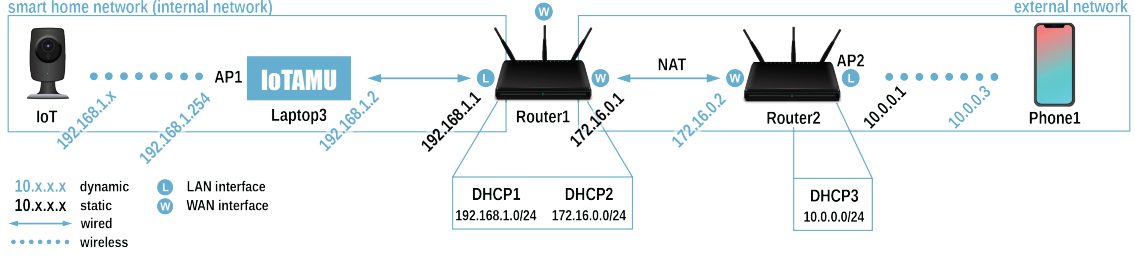 smart home network (internal network)
external network
W
AP1
IoTAMU
L
W
NAT
W
AP2
L
IoT
192.168.1.x
192.168.1.254
Laptop3
192.168.1.2
192.168.1.1
Router1
172.16.0.1
172.16.0.2
Router2
10.0.0.1
10.0.0.3
Phone1
10.x.x.x dynamic L LAN interface
10.x.x.x static W WAN interface
wired
wireless
DHCP1 DHCP2
192.168.1.0/24 172.16.0.0/24
DHCP3
10.0.0.0/24